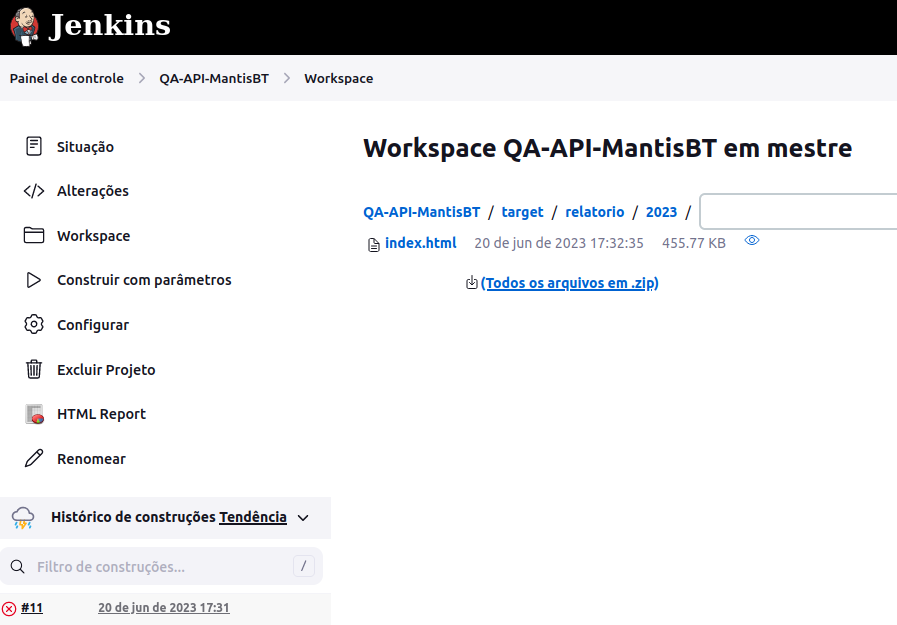 Jenkins
Painel de controle > QA-API-MantisBT > Workspace
Situação
Alterações
Workspace
Construir com parâmetros
Configurar
Excluir Projeto
HTML Report
Renomear
Histórico de construções Tendência
Filtro de construções... /
#11 20 de jun de 2023 17:31
Workspace QA-API-MantisBT em mestre
QA-API-MantisBT / target / relatorio / 2023 /
index.html 20 de jun de 2023 17:32:35 455.77 KB
(Todos os arquivos em .zip)